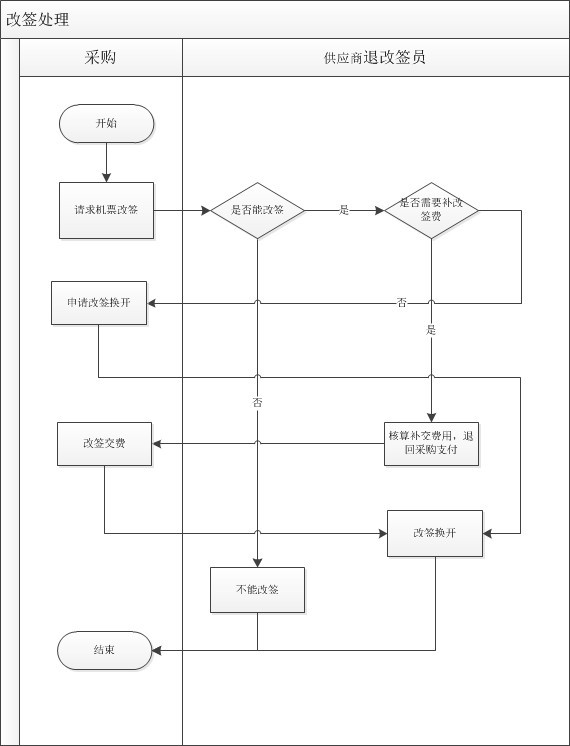 改签处理
采购
供应商退改签员
开始
请求机票改签
是否能改签
是
是否需要补改
签费
申请改签换开
否
是
否
改签交费
核算补交费用，退
回采购支付
改签换开
不能改签
结束